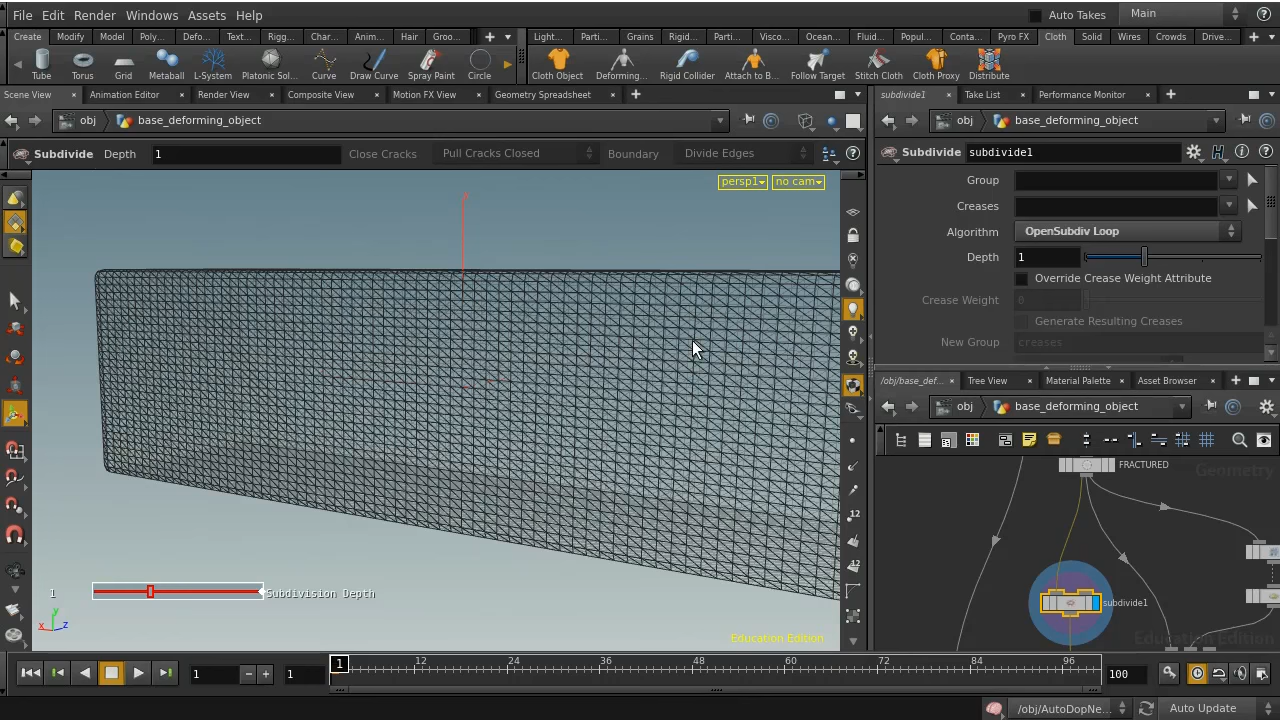 File Edit Render Windows Assets Help Auto Takes Main
Create Modify Model Poly... Defo... Text... Rigg... Char... Anim... Hair Groo... Light... Parti... Grains Rigid... Parti... Visco... Ocean... Fluid... Popul... Conta... Pyro FX Cloth Solid Wires Crowds Drive...
Tube Torus Grid Metaball L-System Platonic Sol... Curve Draw Curve Spray Paint Circle Cloth Object Deforming... Rigid Collider Attach to B... Follow Target Stitch Cloth Cloth Proxy Distribute
Scene View Animation Editor Render View Composite View Motion FX View Geometry Spreadsheet subdivide1 Take List Performance Monitor
obj base_deforming_object obj base_deforming_object
Subdivide Depth 1 Close Cracks Pull Cracks Closed Boundary Divide Edges
Subdivide subdivide1
persp1 no cam
Group
Creases
Algorithm OpenSubdiv Loop
Depth 1
Override Crease Weight Attribute
Crease Weight 0
Generate Resulting Creases
New Group creases
/obj/base_def... Tree View Material Palette Asset Browser
obj base_deforming_object
FRACTURED
Geometry
12
12
1 Subdivision Depth
y
x z
Education Edition
subdivide1
Education Edition
1 1 1 12 24 36 48 60 72 84 96 100
/obj/AutoDopNe... Auto Update